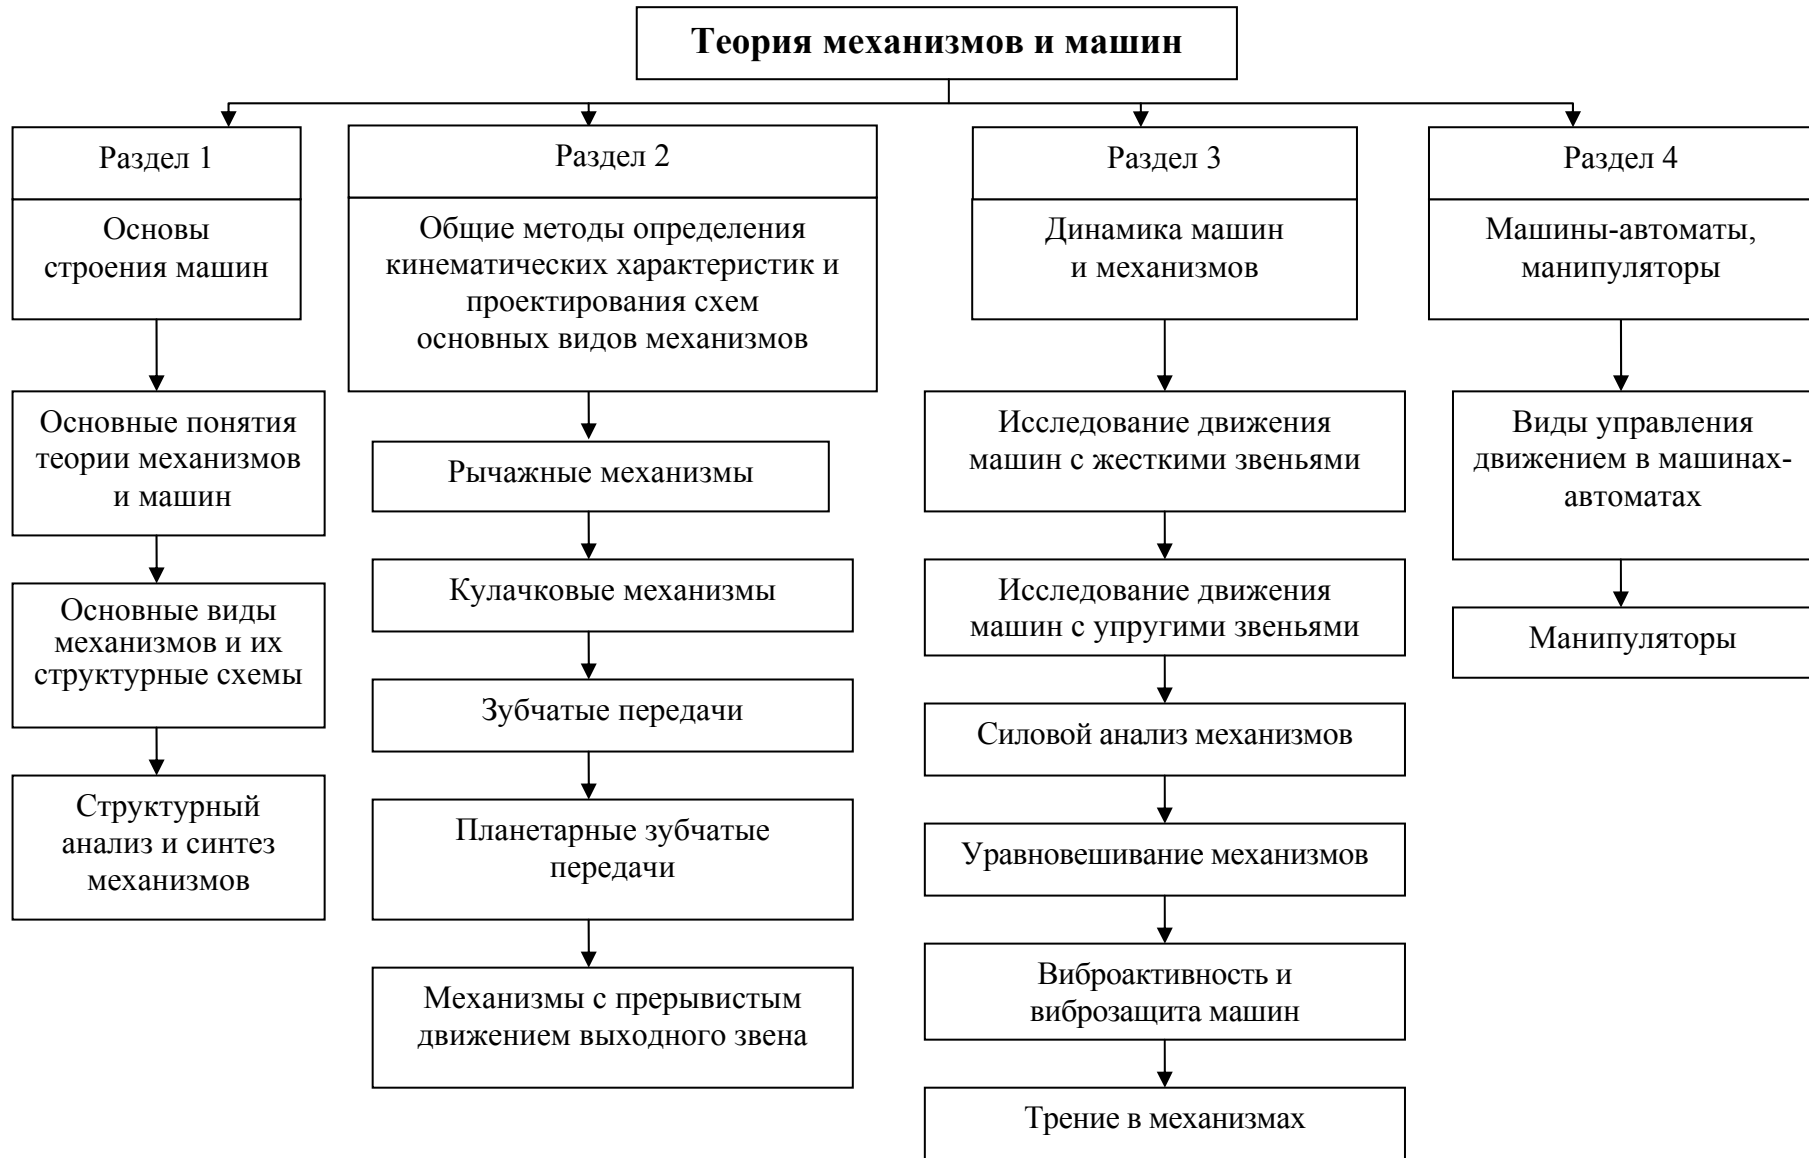 Теория механизмов и машин
Раздел 1
Основы
строения машин
Основные понятия
теории механизмов
и машин
Основные виды
механизмов и их
структурные схемы
Структурный
анализ и синтез
механизмов
Раздел 2
Общие методы определения
кинематических характеристик и
проектирования схем
основных видов механизмов
Рычажные механизмы
Кулачковые механизмы
Зубчатые передачи
Планетарные зубчатые
передачи
Механизмы с прерывистым
движением выходного звена
Раздел 3
Динамика машин
и механизмов
Исследование движения
машин с жесткими звеньями
Исследование движения
машин с упругими звеньями
Силовой анализ механизмов
Уравновешивание механизмов
Виброактивность и
виброзащита машин
Трение в механизмах
Раздел 4
Машины-автоматы,
манипуляторы
Виды управления
движением в машинах-
автоматах
Манипуляторы